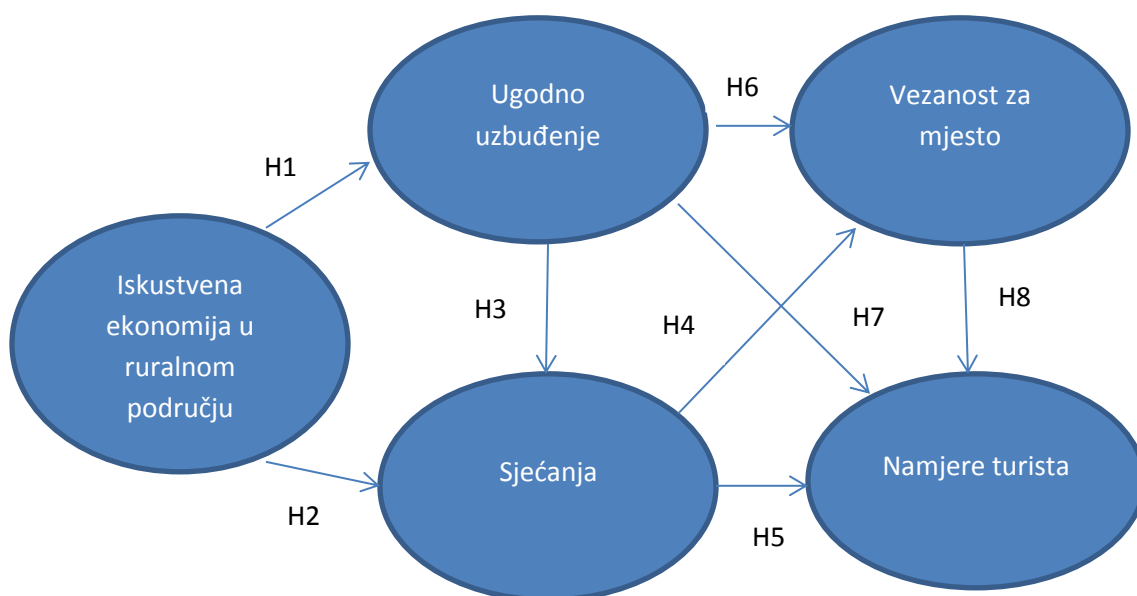 Ugodno
uzbuđenje
H6
Vezanost za
mjesto
H1
Iskustvena
ekonomija u
ruralnom
području
H3
H4
H7
H8
H2
Sjećanja
H5
Namjere turista